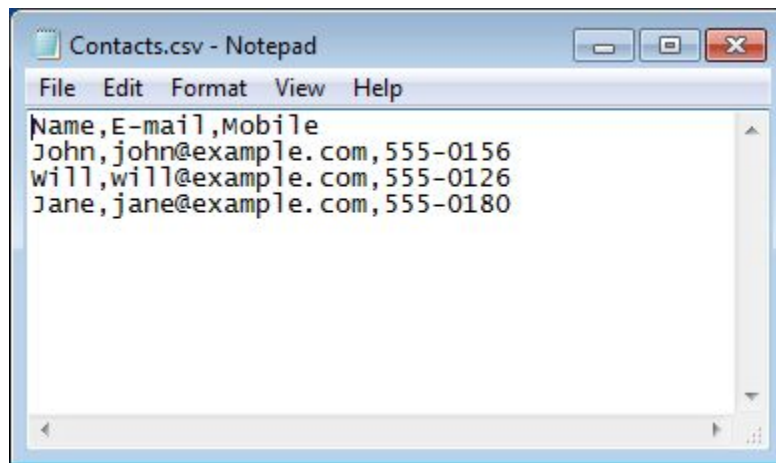 Contacts.csv - Notepad
File Edit Format View Help
Name,E-mail,Mobile
John,john@example.com,555-0156
Will,will@example.com,555-0126
Jane,jane@example.com,555-0180